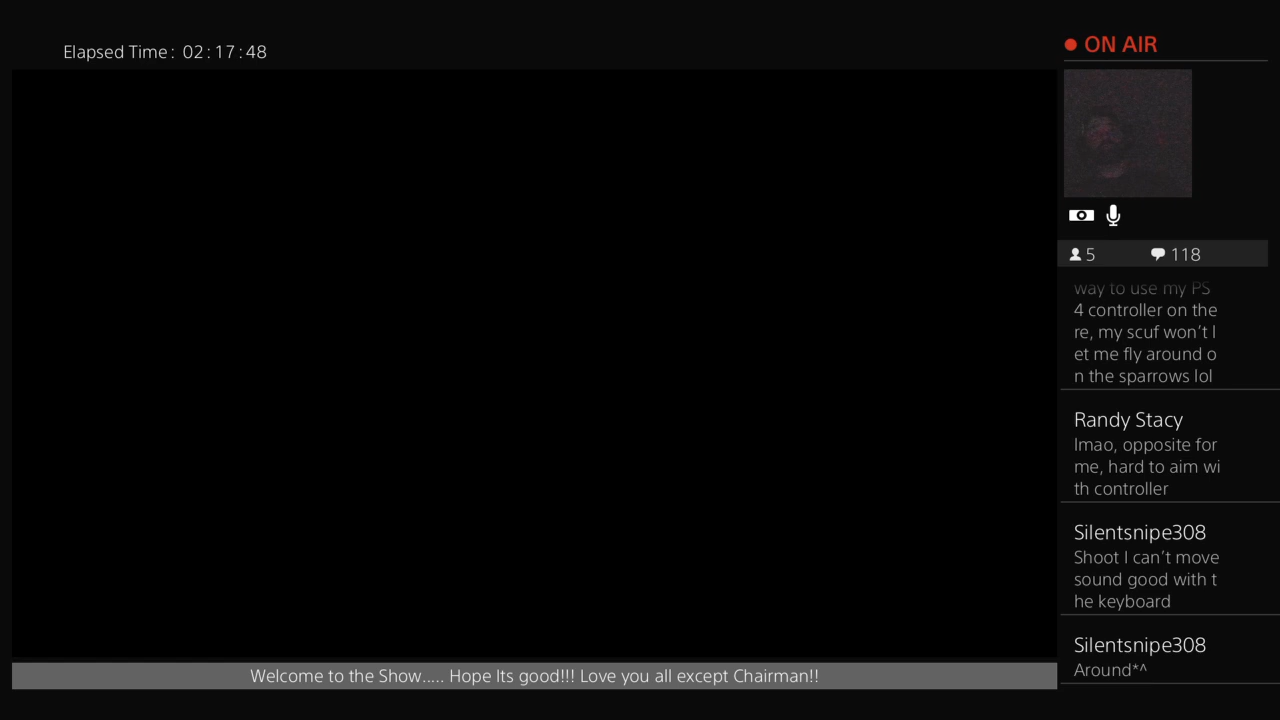 Elapsed Time: 02:17:48
ON AIR
5 118
way to use my PS
4 controller on the
re, my scuf won't l
et me fly around o
n the sparrows lol
Randy Stacy
lmao, opposite for
me, hard to aim wi
th controller
Silentsnipe308
Shoot I can't move
sound good with t
he keyboard
Silentsnipe308
Around*^
Welcome to the Show..... Hope Its good!!! Love you all except Chairman!!